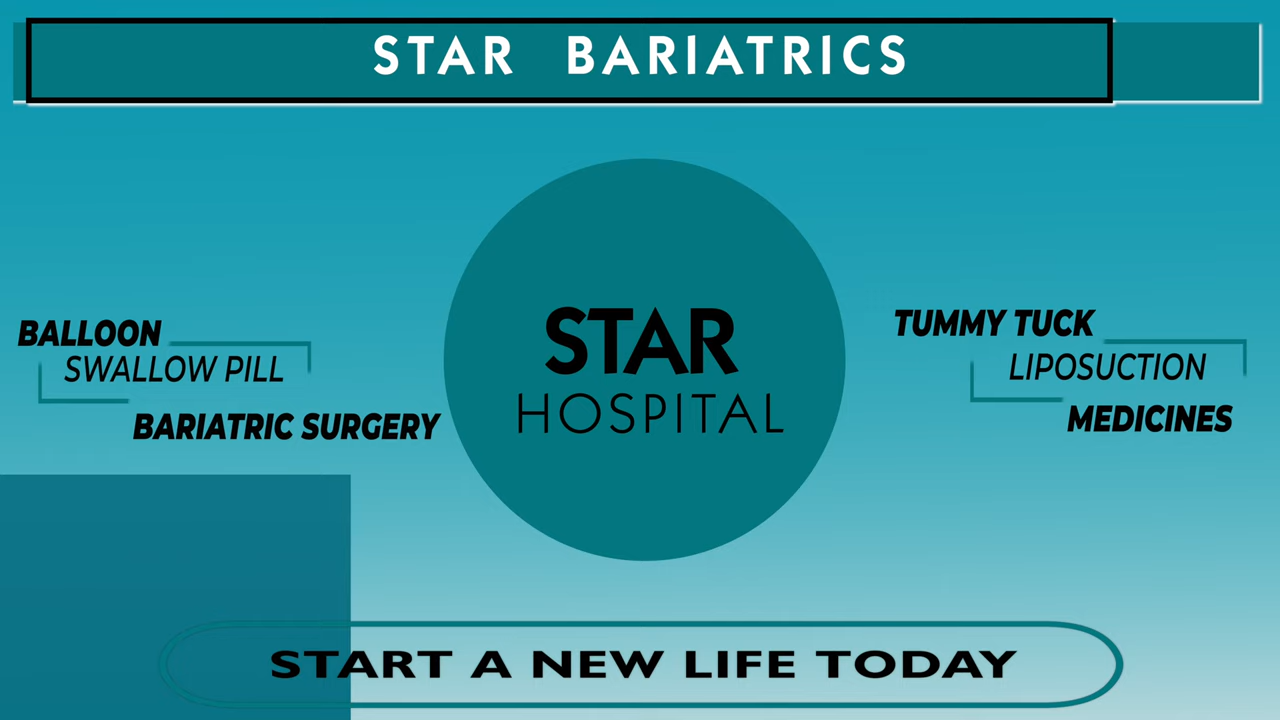 STAR BARIATRICS
BALLOON
SWALLOW PILL
BARIATRIC SURGERY
STAR
HOSPITAL
TUMMY TUCK
LIPOSUCTION
MEDICINES
START A NEW LIFE TODAY